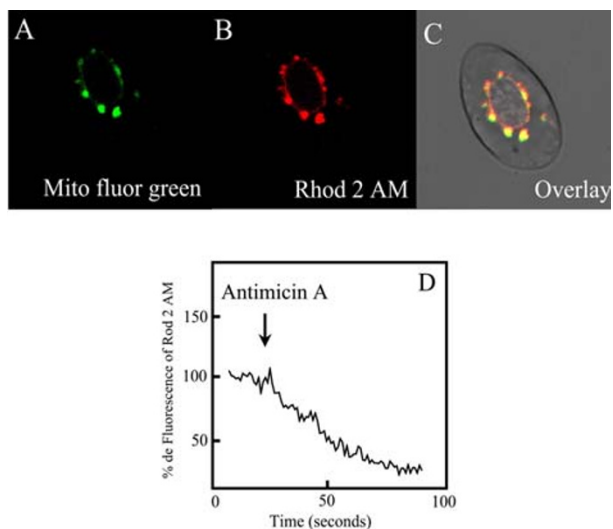 A
B
C
Mito fluor green
Rhod 2 AM
Overlay
D
Antimicin A
% de Fluorescence of Rod 2 AM
150
100
50
0
50
100
Time (seconds)